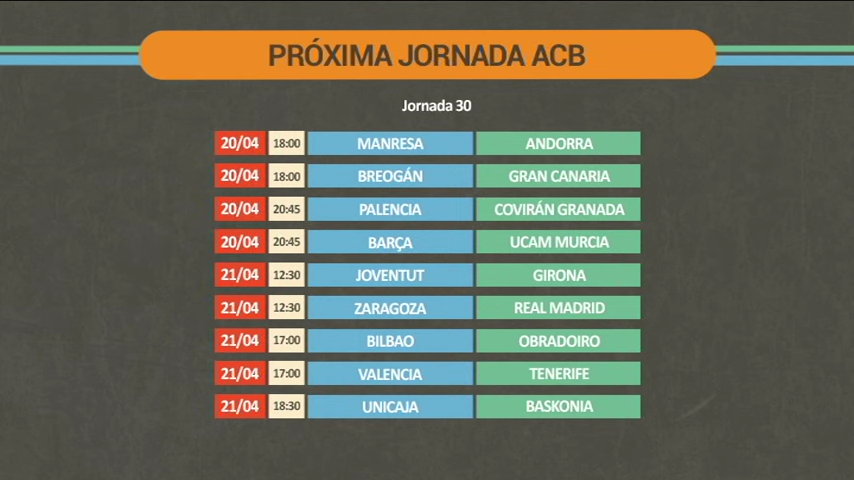 PRÓXIMA JORNADA ACB
Jornada 30
20/04 18:00 MANRESA ANDORRA
20/04 18:00 BREOGÁN GRAN CANARIA
20/04 20:45 PALENCIA COVIRÁN GRANADA
20/04 20:45 BARÇA UCAM MURCIA
21/04 12:30 JOVENTUT GIRONA
21/04 12:30 ZARAGOZA REAL MADRID
21/04 17:00 BILBAO OBRADOIRO
21/04 17:00 VALENCIA TENERIFE
21/04 18:30 UNICAJA BASKONIA